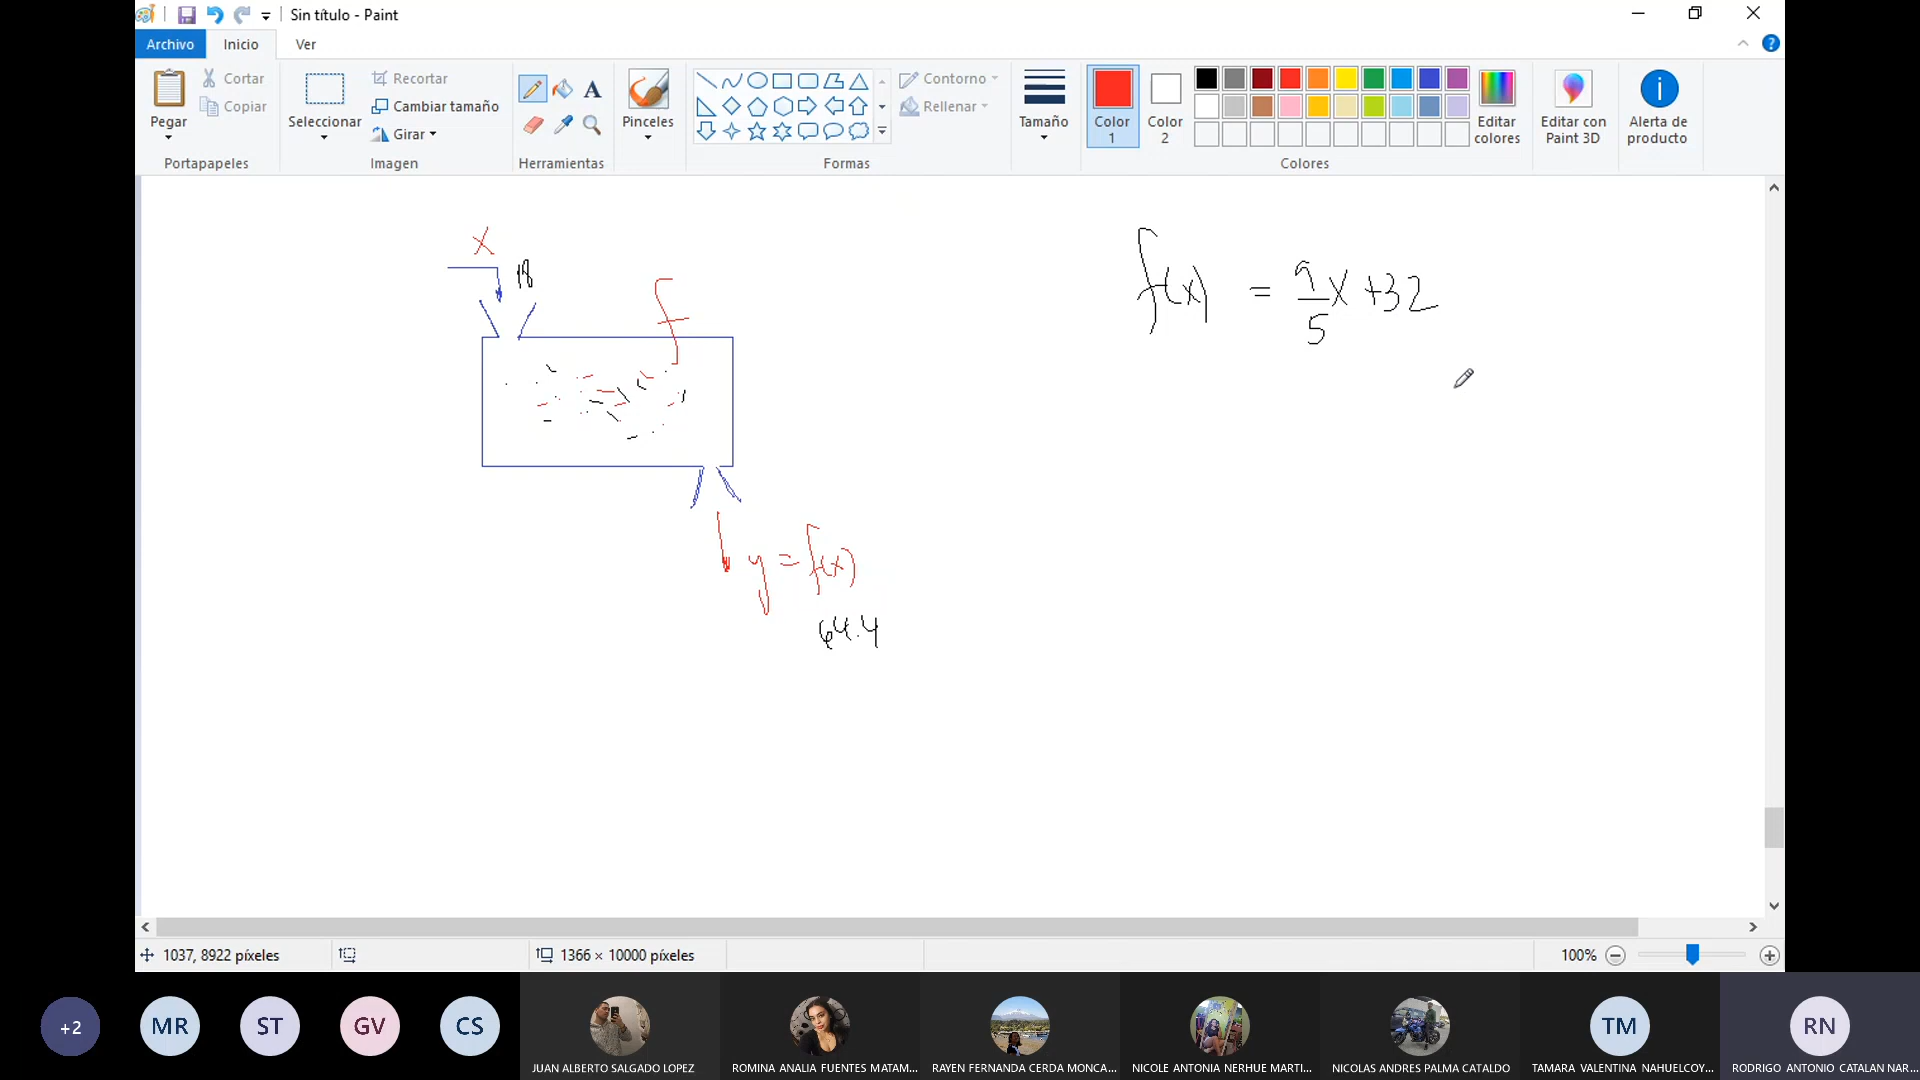 Sin título - Paint
Archivo Inicio Ver
Pegar
Cortar
Copiar
Portapapeles
Seleccionar
Recortar
Cambiar tamaño
Girar
Imagen
A
Herramientas
Pinceles
Contorno
Rellenar
Formas
Tamaño
Color 1
Color 2
Editar colores
Colores
Editar con Paint 3D
Alerta de producto
x
18
f
y = f(x)
64.4
f(x) = 9/5 x + 32
1037, 8922 píxeles
1366 × 10000 píxeles
100%
+2
MR
ST
GV
CS
JUAN ALBERTO SALGADO LOPEZ
ROMINA ANALIA FUENTES MATAM...
RAYEN FERNANDA CERDA MONCA...
NICOLE ANTONIA NERHUE MARTI...
NICOLAS ANDRES PALMA CATALDO
TM
TAMARA VALENTINA NAHUELCOY...
RN
RODRIGO ANTONIO CATALAN NAR...